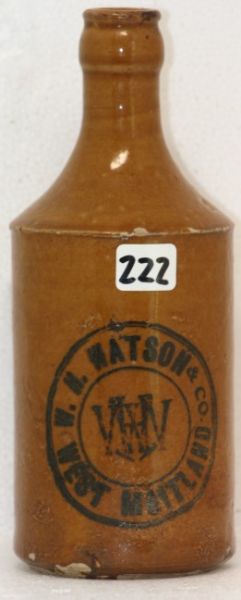 222
W. H. WATSON & CO.
WEST MAITLAND